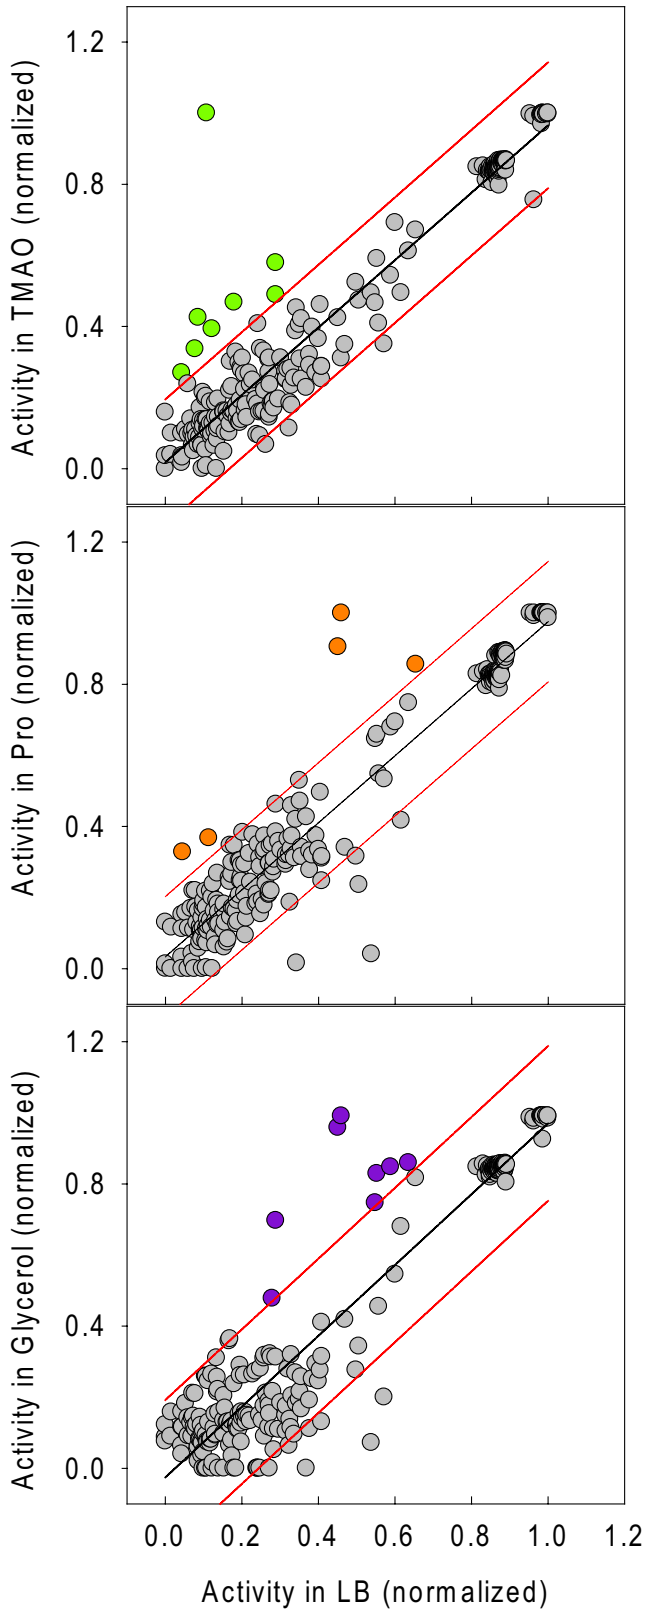 Activity in TMAO (normalized)
1.2
0.8
0.4
0.0
Activity in Pro (normalized)
1.2
0.8
0.4
0.0
Activity in Glycerol (normalized)
1.2
0.8
0.4
0.0
0.0 0.2 0.4 0.6 0.8 1.0 1.2
Activity in LB (normalized)